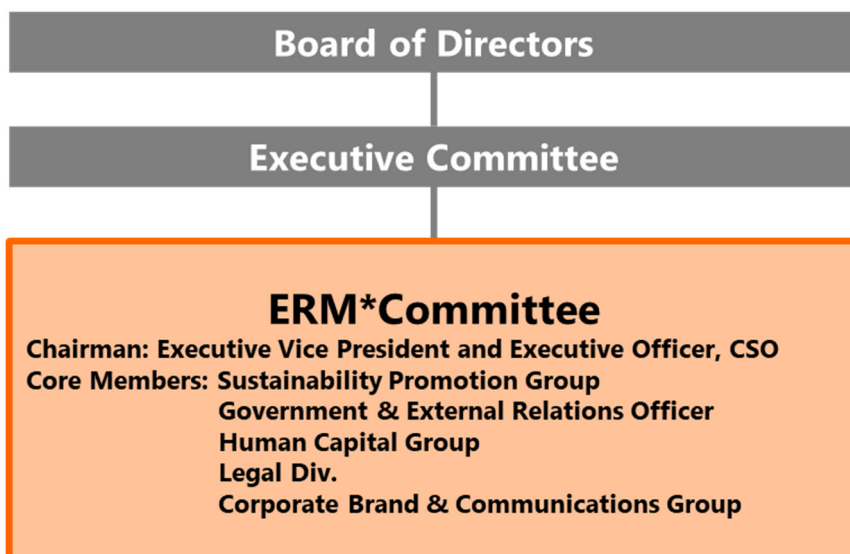 Board of Directors
Executive Committee
ERM*Committee
Chairman: Executive Vice President and Executive Officer, CSO
Core Members: Sustainability Promotion Group
Government & External Relations Officer
Human Capital Group
Legal Div.
Corporate Brand & Communications Group